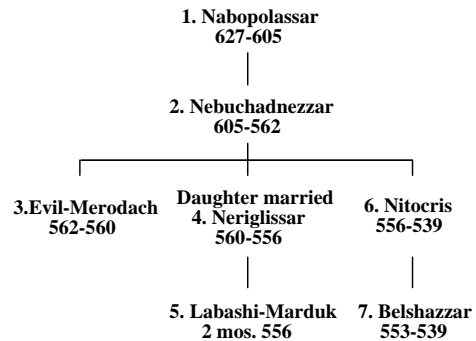 1. Nabopolassar
627-605
2. Nebuchadnezzar
605-562
3.Evil-Merodach
562-560
Daughter married
4. Neriglissar
560-556
6. Nitocris
556-539
5. Labashi-Marduk
2 mos. 556
7. Belshazzar
553-539